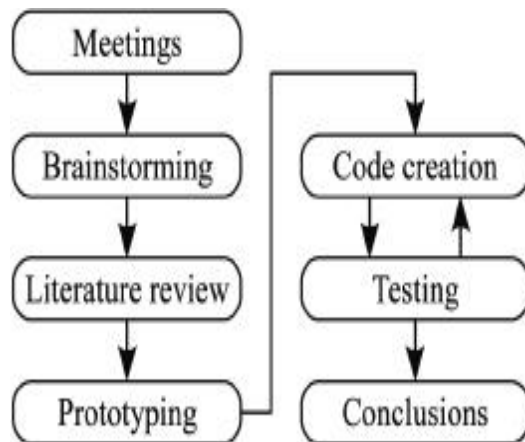 Meetings
Brainstorming
Literature review
Prototyping
Code creation
Testing
Conclusions